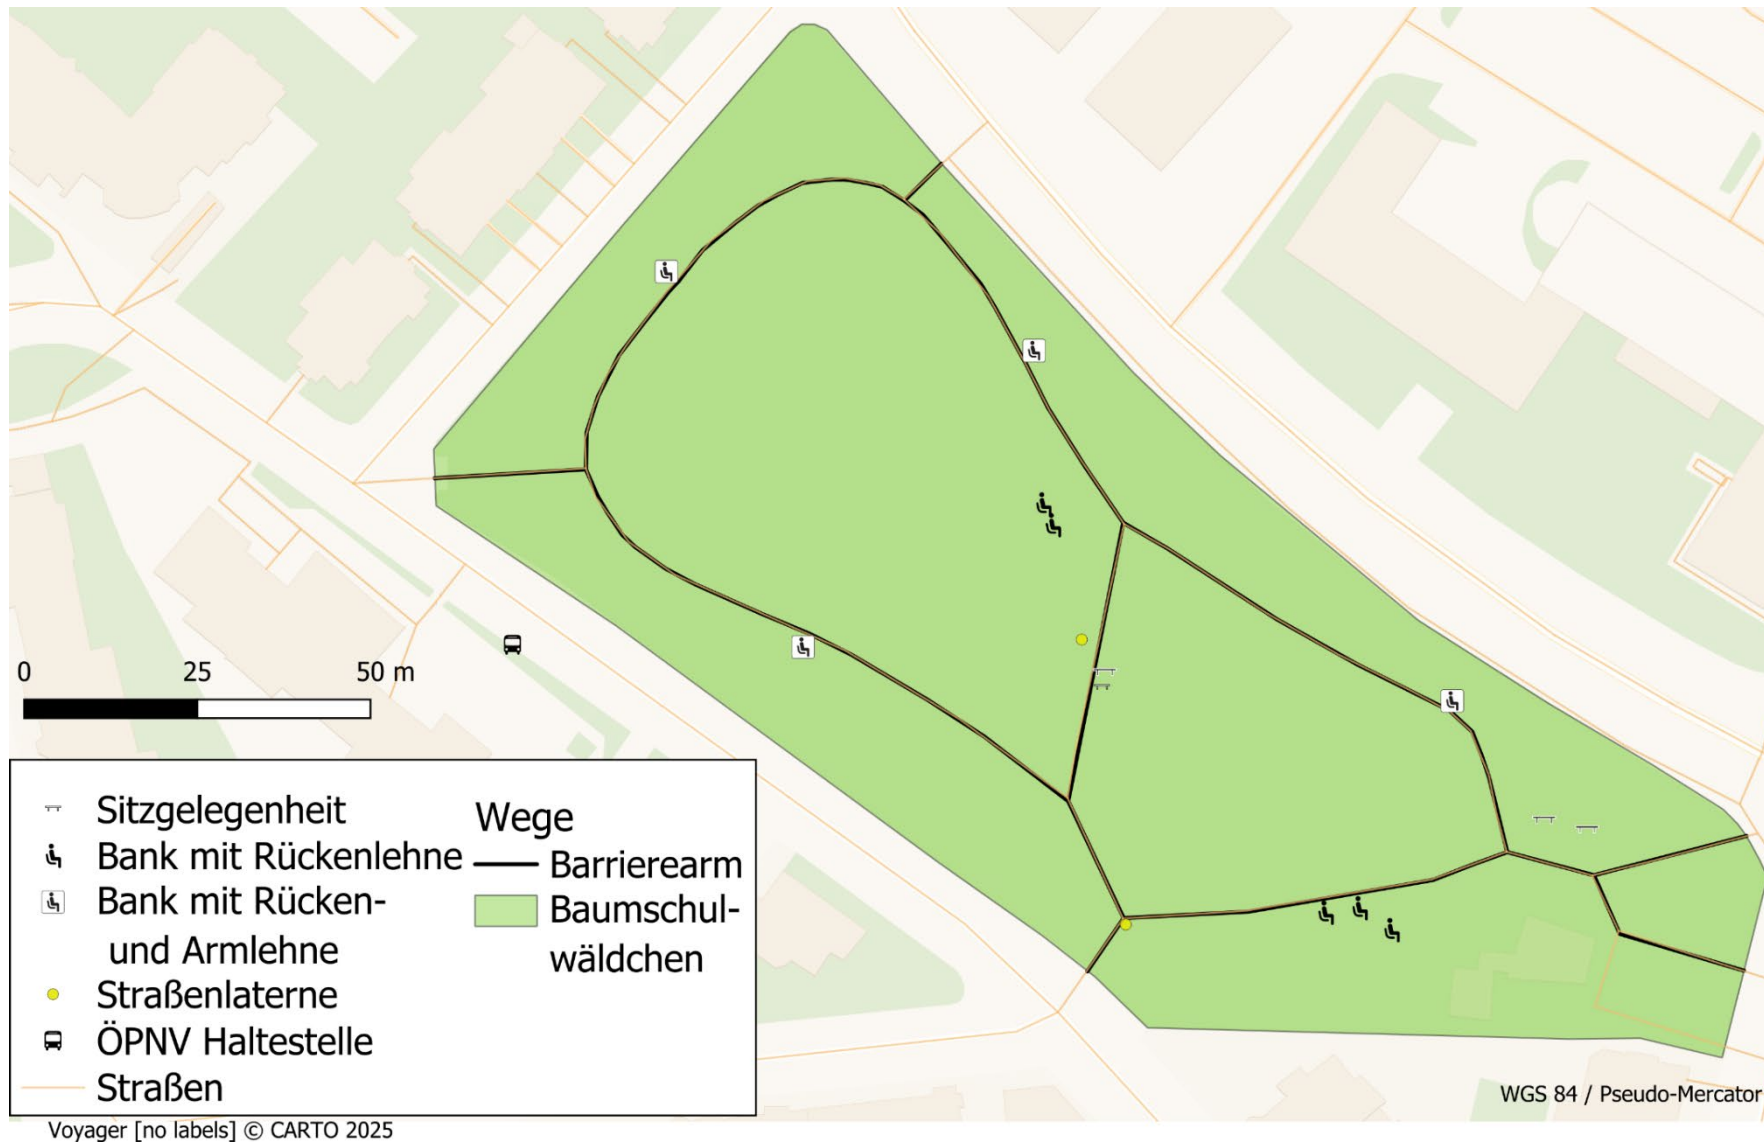 0 25 50 m
Sitzgelegenheit
Bank mit Rückenlehne
Bank mit Rücken-
und Armlehne
Straßenlaterne
ÖPNV Haltestelle
Straßen
Wege
Barrierearm
Baumschul-
wäldchen
WGS 84 / Pseudo-Mercator
Voyager [no labels] © CARTO 2025